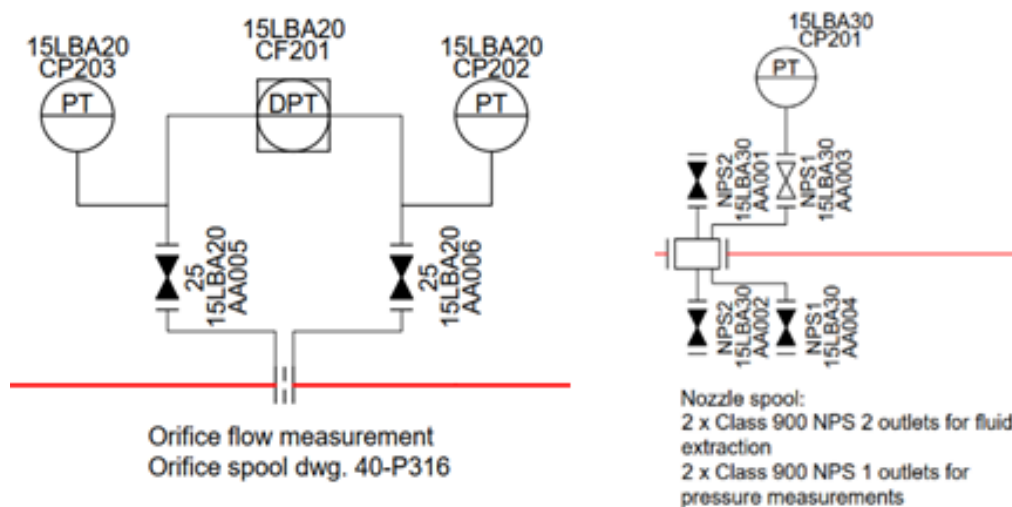 15LBA20
CP203
PT
15LBA20
CF201
DPT
15LBA20
CP202
PT
25
15LBA20
AA005
25
15LBA20
AA006
Orifice flow measurement
Orifice spool dwg. 40-P316
15LBA30
CP201
PT
NPS2
15LBA30
AA001
NPS1
15LBA30
AA003
NPS2
15LBA30
AA002
NPS1
15LBA30
AA004
Nozzle spool:
2 x Class 900 NPS 2 outlets for fluid
extraction
2 x Class 900 NPS 1 outlets for
pressure measurements